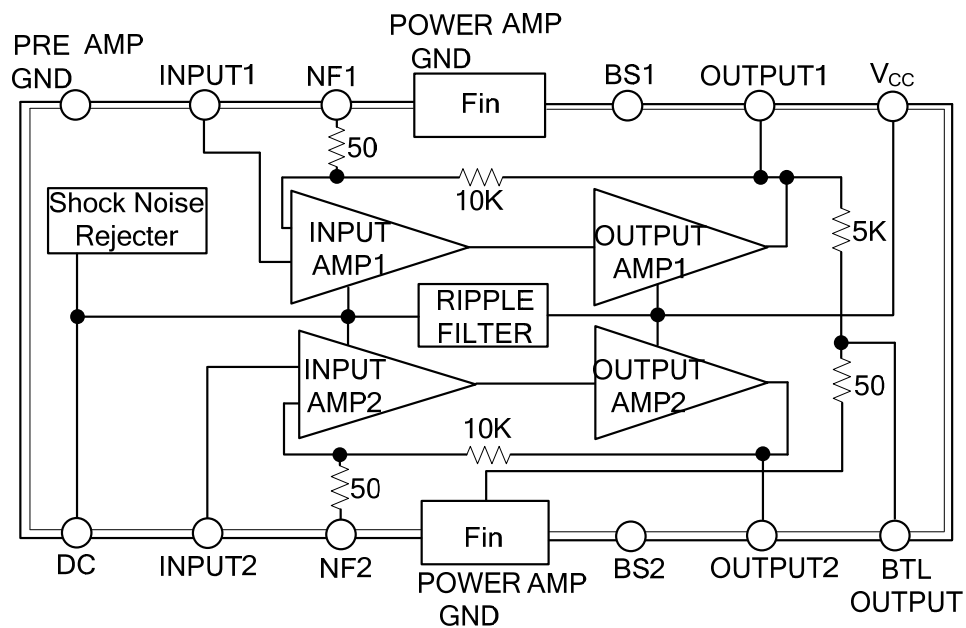 POWER AMP
GND
PRE AMP
GND
INPUT1
NF1
Fin
BS1
OUTPUT1
VCC
50
10K
5K
Shock Noise
Rejecter
INPUT
AMP1
OUTPUT
AMP1
RIPPLE
FILTER
INPUT
AMP2
OUTPUT
AMP2
50
10K
50
Fin
DC
INPUT2
NF2
POWER AMP
GND
BS2
OUTPUT2
BTL
OUTPUT